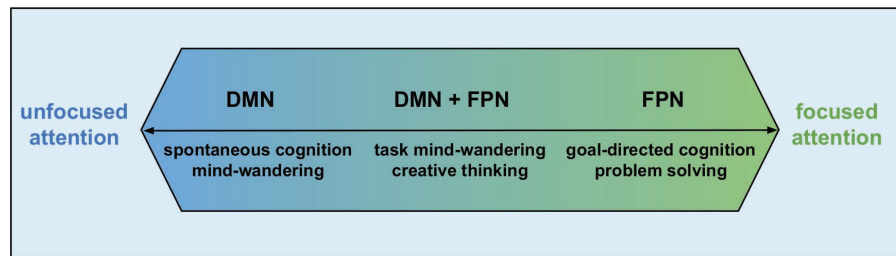 DMN
DMN + FPN
FPN
unfocused
attention
focused
attention
spontaneous cognition
mind-wandering
task mind-wandering
creative thinking
goal-directed cognition
problem solving